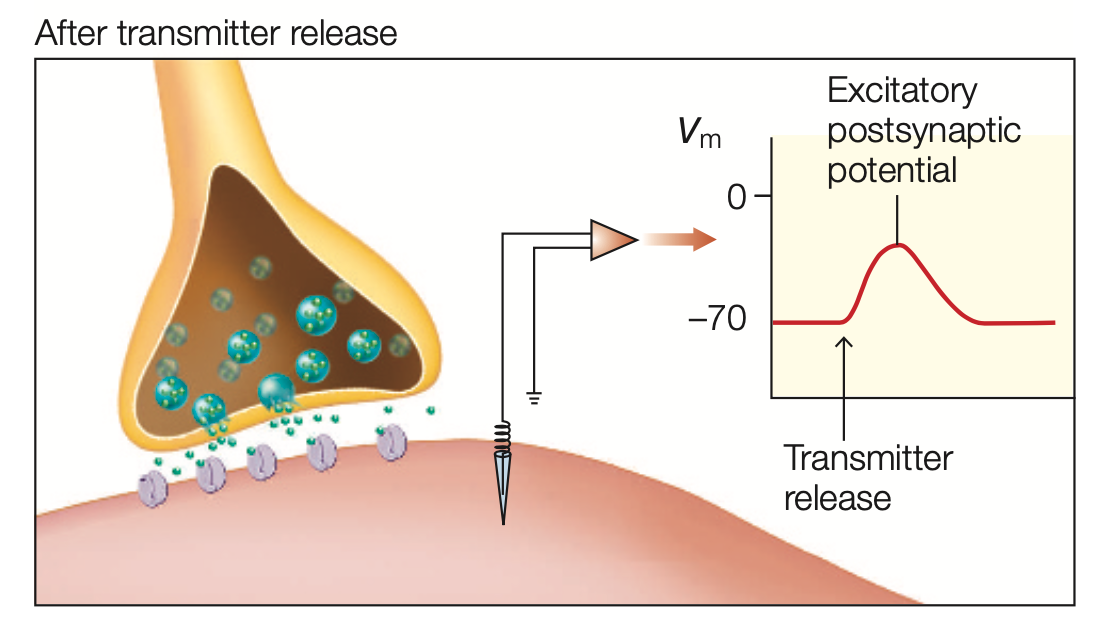 After transmitter release
Excitatory
postsynaptic
potential
Vm
0
–70
Transmitter
release